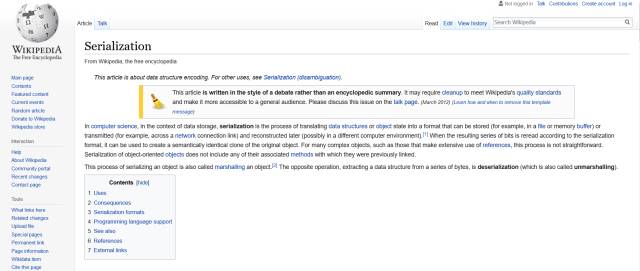 Not logged in Talk Contributions Create account Log in
Article Talk
Read Edit View history
Search Wikipedia
WIKIPEDIA
The Free Encyclopedia
Main page
Contents
Featured content
Current events
Random article
Donate to Wikipedia
Wikipedia store
Interaction
Help
About Wikipedia
Community portal
Recent changes
Contact page
Tools
What links here
Related changes
Upload file
Special pages
Permanent link
Page information
Wikidata item
Cite this page
Serialization
From Wikipedia, the free encyclopedia
This article is about data structure encoding. For other uses, see Serialization (disambiguation).
This article is written in the style of a debate rather than an encyclopedic summary. It may require cleanup to meet Wikipedia's quality standards
and make it more accessible to a general audience. Please discuss this issue on the talk page. (March 2012) (Learn how and when to remove this template
message)
In computer science, in the context of data storage, serialization is the process of translating data structures or object state into a format that can be stored (for example, in a file or memory buffer) or
transmitted (for example, across a network connection link) and reconstructed later (possibly in a different computer environment).[1] When the resulting series of bits is reread according to the serialization
format, it can be used to create a semantically identical clone of the original object. For many complex objects, such as those that make extensive use of references, this process is not straightforward.
Serialization of object-oriented objects does not include any of their associated methods with which they were previously linked.
This process of serializing an object is also called marshalling an object.[2] The opposite operation, extracting a data structure from a series of bytes, is deserialization (which is also called unmarshalling).
Contents [hide]
1 Uses
2 Consequences
3 Serialization formats
4 Programming language support
5 See also
6 References
7 External links